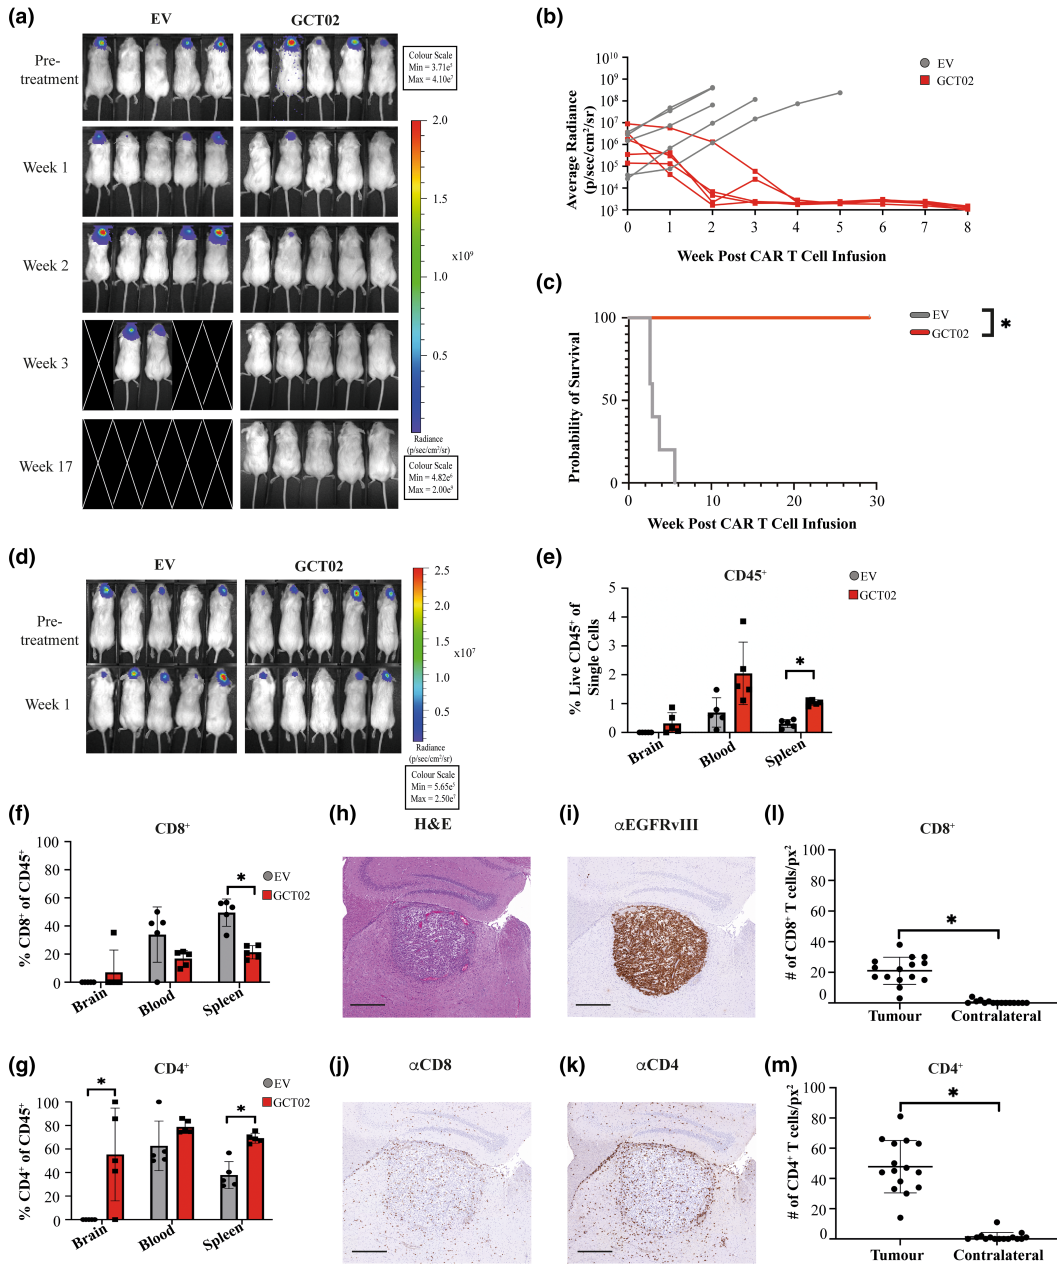 (a)
EV
GCT02
Pre-
treatment
Week 1
Week 2
Week 3
Week 17
Colour Scale
Min = 3.71e⁵
Max = 4.10e⁷
2.0
1.5
x10⁹
1.0
0.5
Radiance
(p/sec/cm²/sr)
Colour Scale
Min = 4.82e⁶
Max = 2.00e⁹
(b)
Average Radiance
(p/sec/cm²/sr)
10¹⁰
10⁹
10⁸
10⁷
10⁶
10⁵
10⁴
10³
0 1 2 3 4 5 6 7 8
Week Post CAR T Cell Infusion
EV
GCT02
(c)
Probability of Survival
100
50
0
0 10 20 30
Week Post CAR T Cell Infusion
EV
GCT02
*
(d)
EV
GCT02
Pre-
treatment
Week 1
2.5
2.0
x10⁷
1.5
1.0
0.5
Radiance
(p/sec/cm²/sr)
Colour Scale
Min = 5.65e⁵
Max = 2.50e⁷
(e)
CD45⁺
EV
GCT02
% Live CD45⁺ of
Single Cells
5
4
3
2
1
0
*
Brain Blood Spleen
(f)
CD8⁺
% CD8⁺ of CD45⁺
100
80
60
40
20
0
*
EV
GCT02
Brain Blood Spleen
(h)
H&E
(i)
αEGFRvIII
(l)
CD8⁺
# of CD8⁺ T cells/px²
100
80
60
40
20
0
*
Tumour Contralateral
(g)
CD4⁺
% CD4⁺ of CD45⁺
100
80
60
40
20
0
*
*
EV
GCT02
Brain Blood Spleen
(j)
αCD8
(k)
αCD4
(m)
CD4⁺
# of CD4⁺ T cells/px²
100
80
60
40
20
0
*
Tumour Contralateral